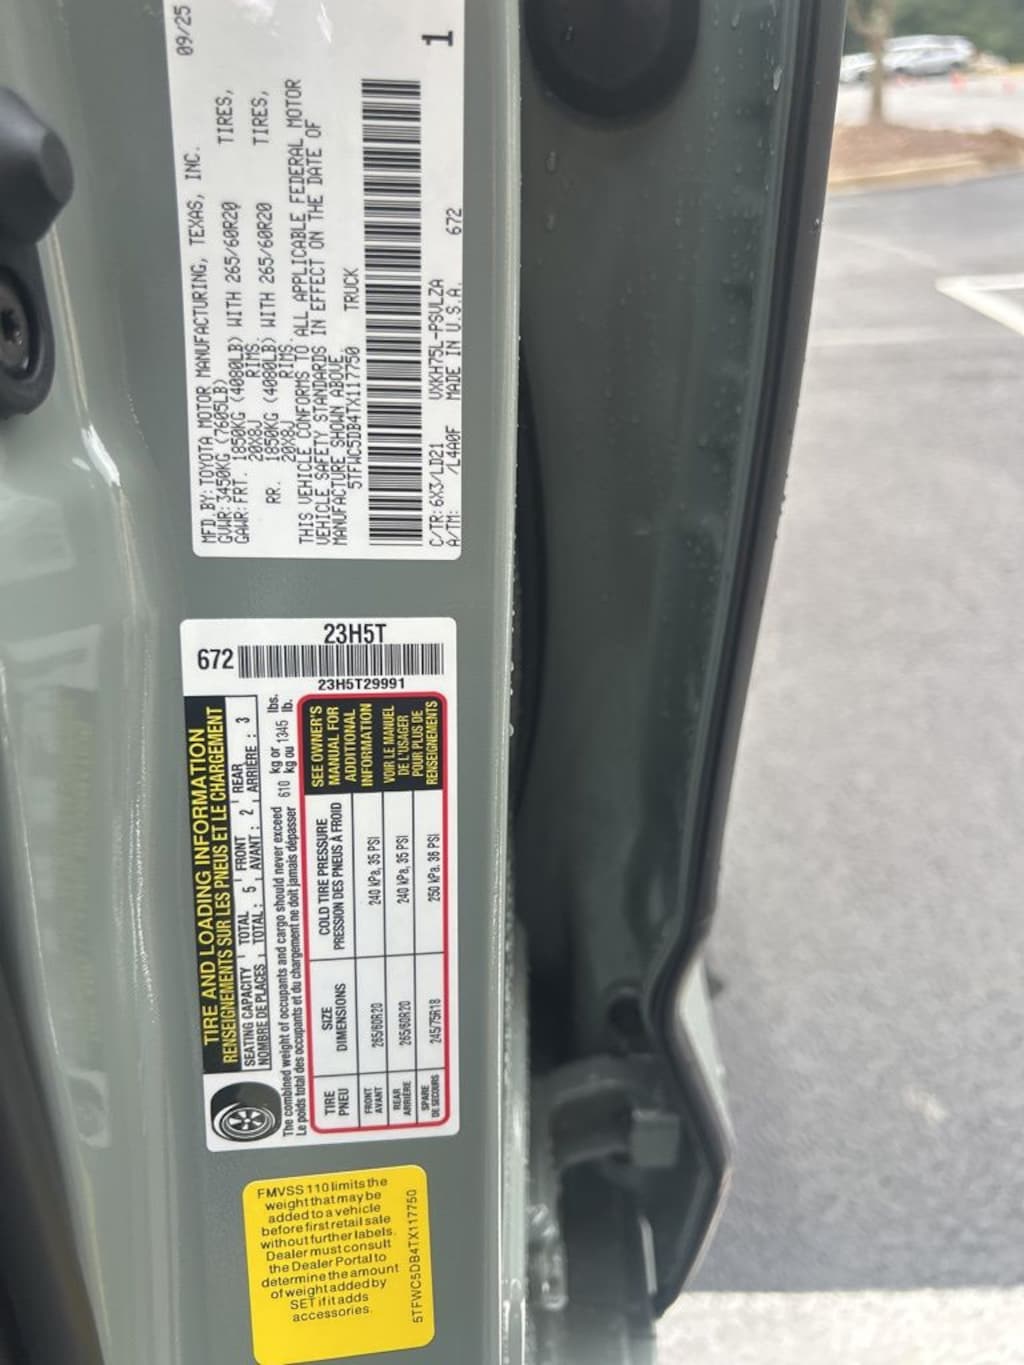 MFD.BY: TOYOTA MOTOR MANUFACTURING, TEXAS, INC. 09/25
GVWR: 3450KG (7605LB)
GAWR: FRT. 1850KG (4080LB) WITH 265/60R20 TIRES,
20X8J RIMS.
RR. 1850KG (4080LB) WITH 265/60R20 TIRES,
20X8J RIMS.
THIS VEHICLE CONFORMS TO ALL APPLICABLE FEDERAL MOTOR
VEHICLE SAFETY STANDARDS IN EFFECT ON THE DATE OF
MANUFACTURE SHOWN ABOVE.
5TFWC5DB4TX117750 TRUCK
C/TR: 6X3/LD21 UXKH75L-PSULZA
A/TM: /L4A0F MADE IN U.S.A. 672 1
23H5T
672
23H5T29991
TIRE AND LOADING INFORMATION
RENSEIGNEMENTS SUR LES PNEUS ET LE CHARGEMENT
SEATING CAPACITY TOTAL 5 FRONT 2 REAR 3
NOMBRE DE PLACES TOTAL : AVANT : ARRIÈRE :
The combined weight of occupants and cargo should never exceed 610 kg or 1345 lbs.
Le poids total des occupants et du chargement ne doit jamais dépasser kg ou lb.
TIRE SIZE COLD TIRE PRESSURE
PNEU DIMENSIONS PRESSION DES PNEUS À FROID
FRONT 265/60R20 240 kPa, 35 PSI
AVANT
REAR 265/60R20 240 kPa, 35 PSI
ARRIÈRE
SPARE 245/75R18 250 kPa, 36 PSI
DE SECOURS
SEE OWNER'S
MANUAL FOR
ADDITIONAL
INFORMATION
VOIR LE MANUEL
DE L'USAGER
POUR PLUS DE
RENSEIGNEMENTS
FMVSS 110 limits the
weight that may be
added to a vehicle
before first retail sale
without further labels.
Dealer must consult
the Dealer Portal to
determine the amount
of weight added by
SET if it adds
accessories.
5TFWC5DB4TX117750